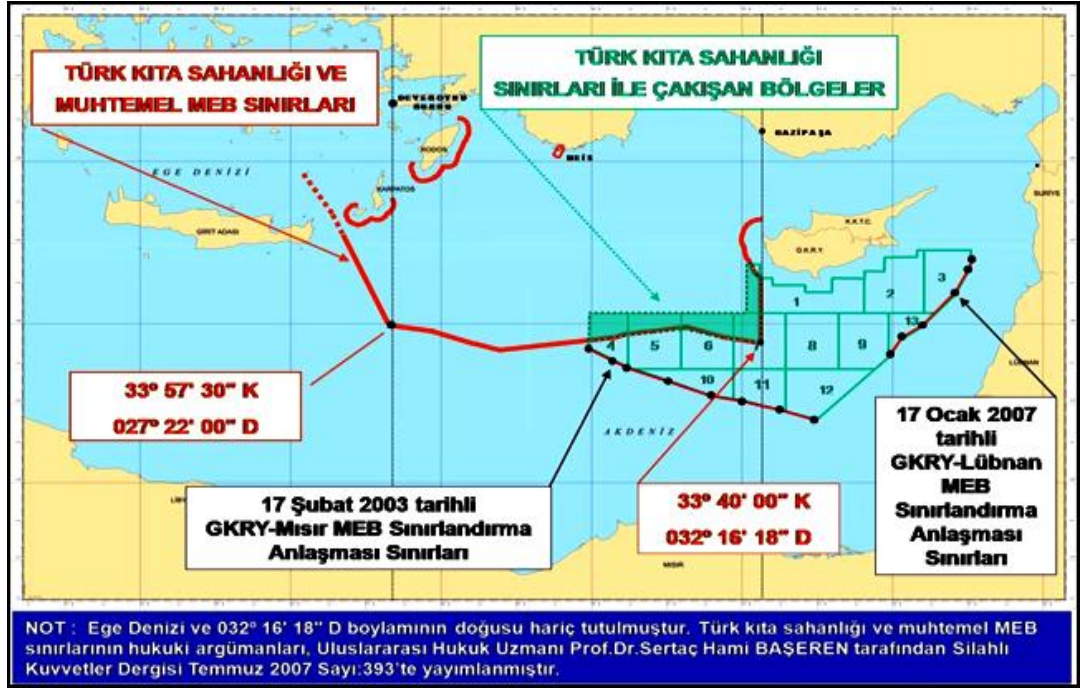 TÜRK KITA SAHANLIĞI VE
MUHTEMEL MEB SINIRLARI
TÜRK KITA SAHANLIĞI
SINIRLARI İLE ÇAKIŞAN BÖLGELER
GAZİPAŞA
RODOS
MEİS
EGE DENİZİ
KARPATOS
SURİYE
GİRİT ADASI
K.K.T.C.
G.K.R.Y.
1
2
3
4
5
6
8
9
13
10
11
12
33º 57' 30" K
027º 22' 00" D
AKDENİZ
LÜBNAN
17 Ocak 2007
tarihli
GKRY-Lübnan
MEB
Sınırlandırma
Anlaşması
Sınırları
17 Şubat 2003 tarihli
GKRY-Mısır MEB Sınırlandırma
Anlaşması Sınırları
33º 40' 00" K
032º 16' 18" D
MISIR
NOT : Ege Denizi ve 032º 16' 18" D boylamının doğusu hariç tutulmuştur. Türk kıta sahanlığı ve muhtemel MEB
sınırlarının hukuki argümanları, Uluslararası Hukuk Uzmanı Prof.Dr.Sertaç Hami BAŞEREN tarafından Silahlı
Kuvvetler Dergisi Temmuz 2007 Sayı:393'te yayımlanmıştır.